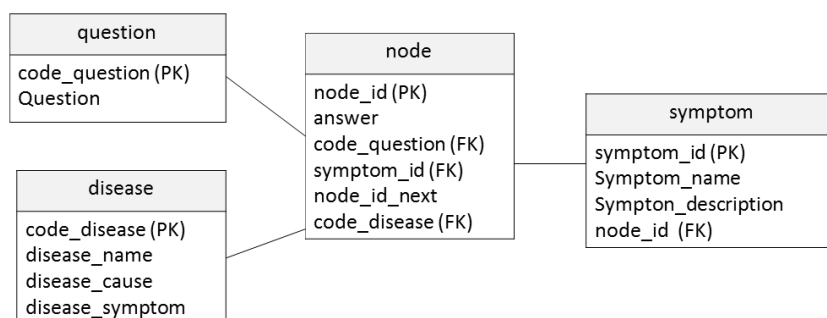 question
code_question (PK)
Question
node
node_id (PK)
answer
code_question (FK)
symptom_id (FK)
node_id_next
code_disease (FK)
symptom
symptom_id (PK)
Symptom_name
Sympton_description
node_id (FK)
disease
code_disease (PK)
disease_name
disease_cause
disease_symptom